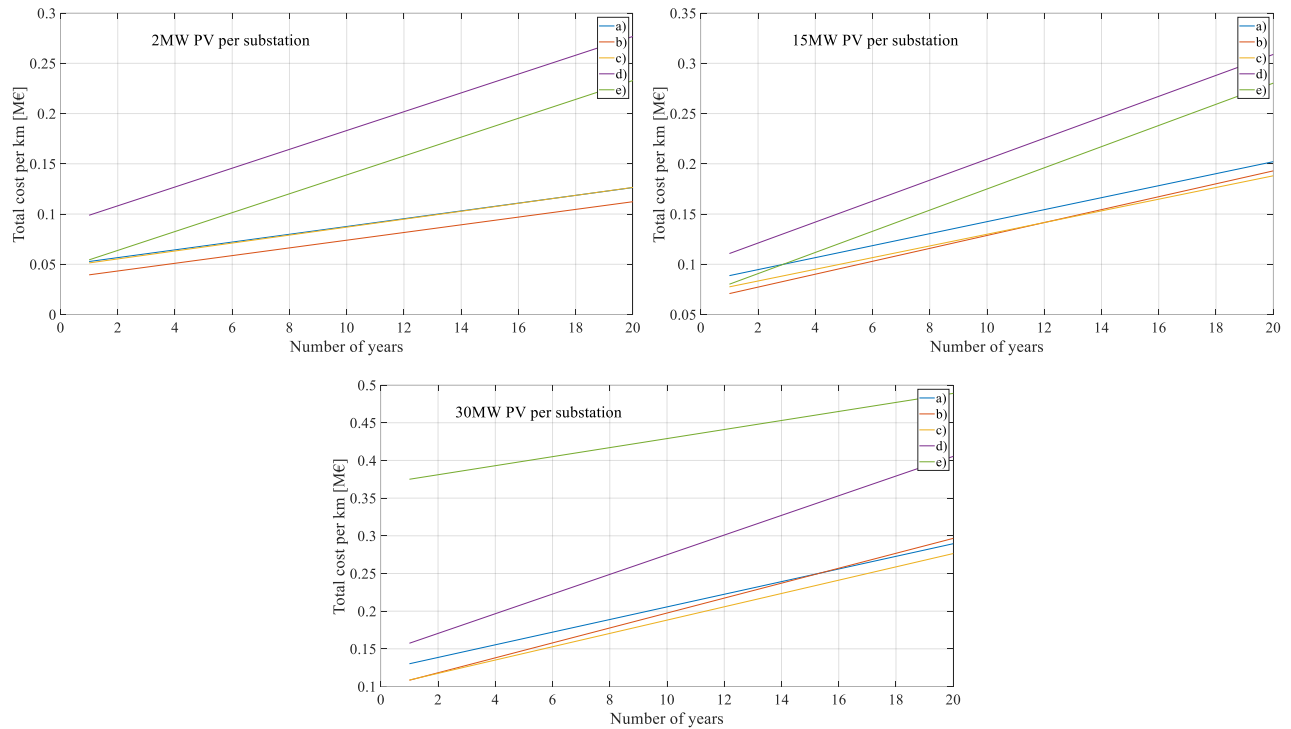 2MW PV per substation
Total cost per km [M€]
0.3
0.25
0.2
0.15
0.1
0.05
0
0 2 4 6 8 10 12 14 16 18 20
Number of years
a)
b)
c)
d)
e)
15MW PV per substation
Total cost per km [M€]
0.35
0.3
0.25
0.2
0.15
0.1
0.05
0 2 4 6 8 10 12 14 16 18 20
Number of years
a)
b)
c)
d)
e)
30MW PV per substation
Total cost per km [M€]
0.5
0.45
0.4
0.35
0.3
0.25
0.2
0.15
0.1
0 2 4 6 8 10 12 14 16 18 20
Number of years
a)
b)
c)
d)
e)